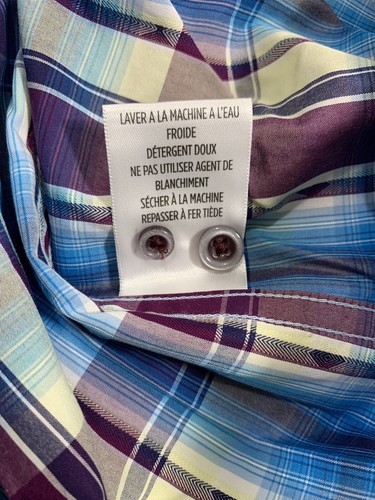 LAVER A LA MACHINE A L'EAU
FROIDE
DÉTERGENT DOUX
NE PAS UTILISER AGENT DE
BLANCHIMENT
SÉCHER À LA MACHINE
REPASSER À FER TIÈDE